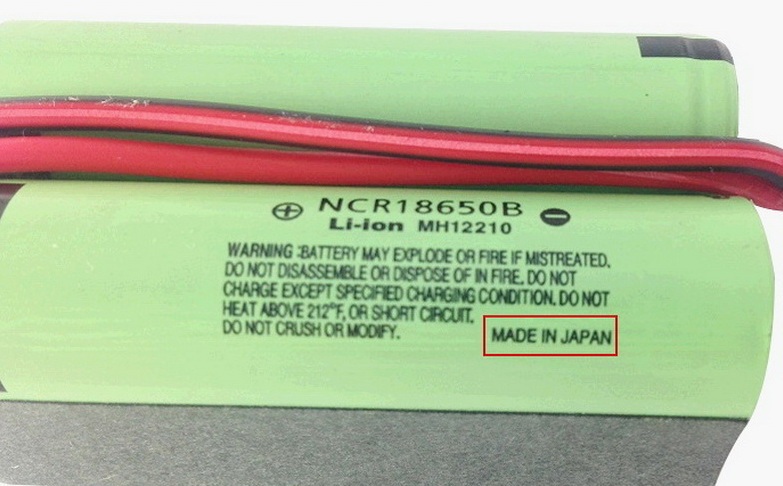 ⊕ NCR18650B ⊖
Li-ion MH12210
WARNING :BATTERY MAY EXPLODE OR FIRE IF MISTREATED.
DO NOT DISASSEMBLE OR DISPOSE OF IN FIRE. DO NOT
CHARGE EXCEPT SPECIFIED CHARGING CONDITION. DO NOT
HEAT ABOVE 212°F, OR SHORT CIRCUIT.
DO NOT CRUSH OR MODIFY. MADE IN JAPAN